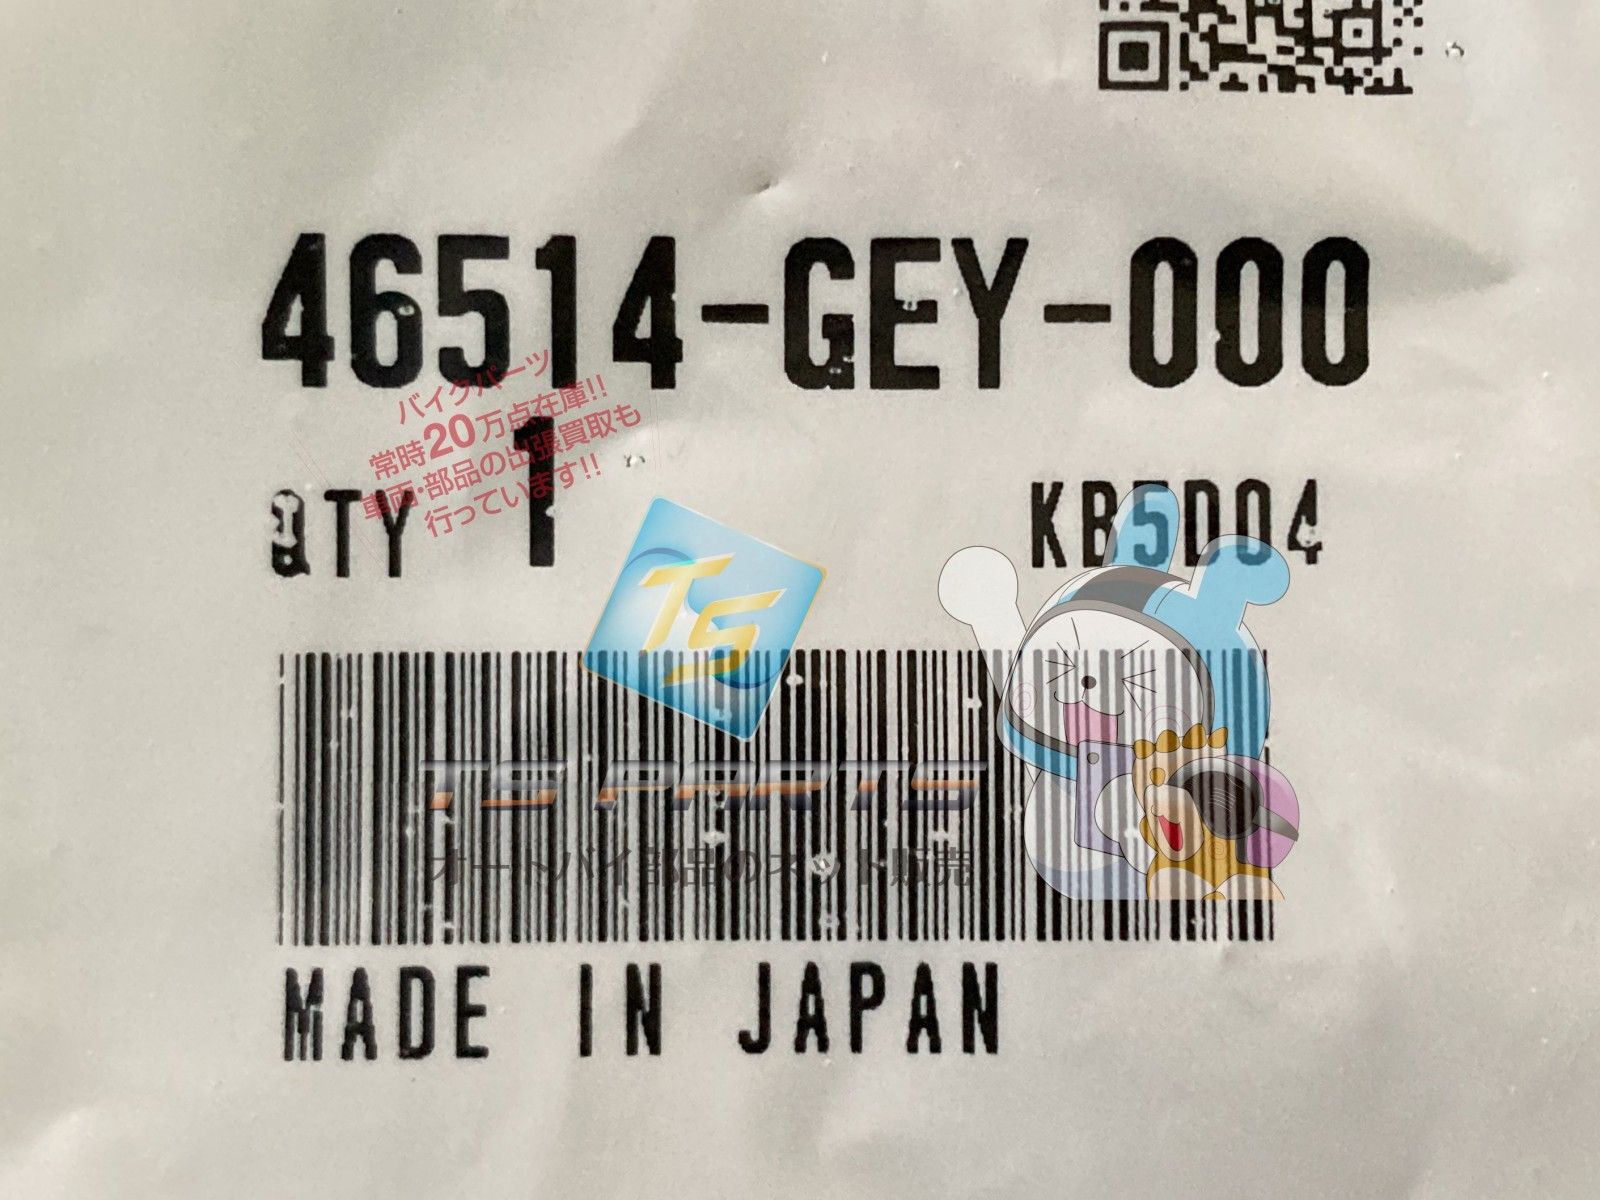 46514-GEY-000
バイクパーツ
常時20万点在庫!!
車両・部品の出張買取も
行っています!!
QTY 1 KB5D04
TS
TS PARTS
オートバイ部品のネット販売
MADE IN JAPAN